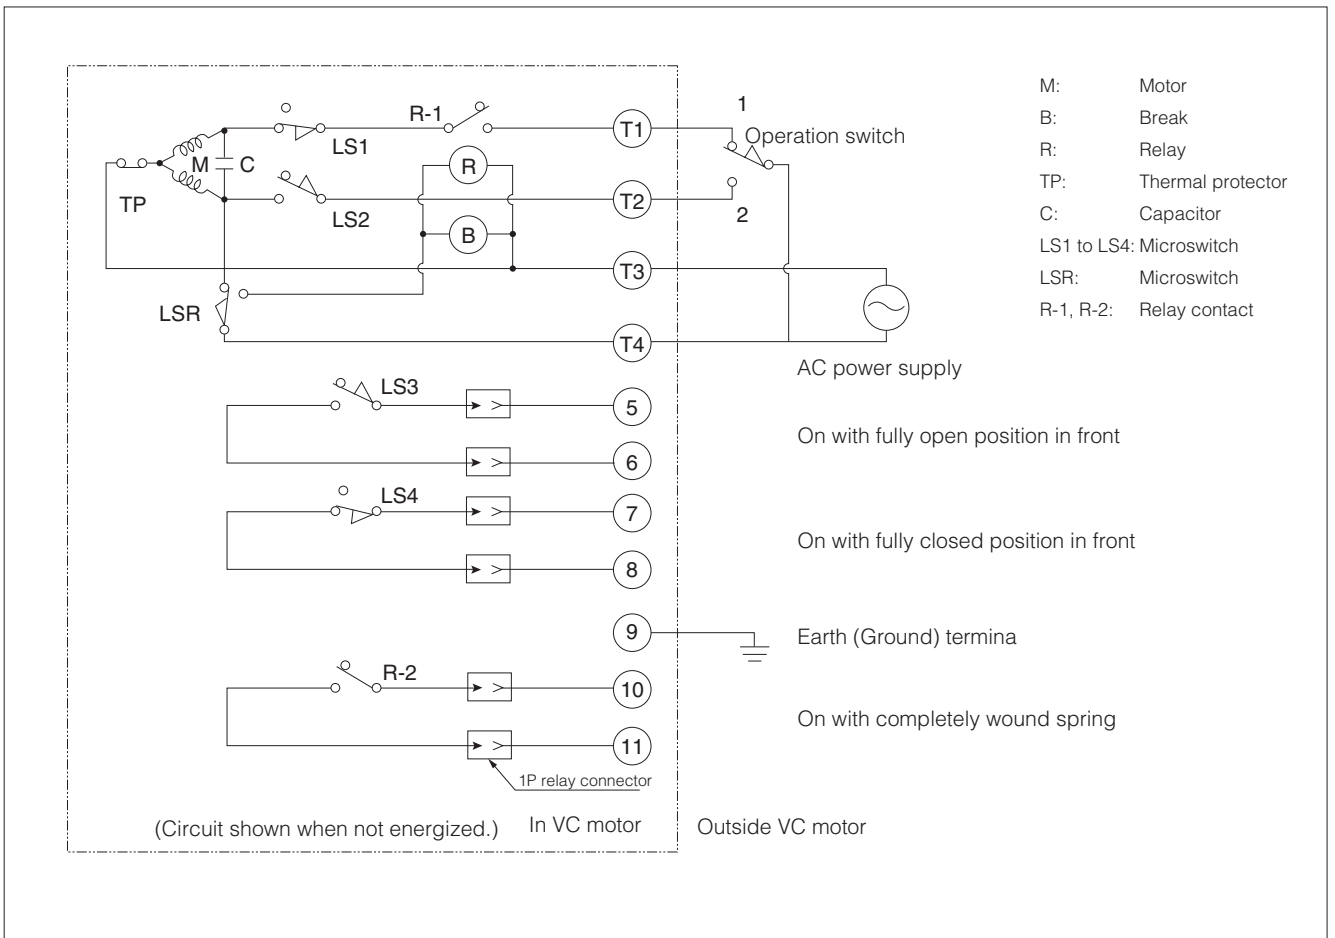 M: Motor
B: Break
R: Relay
TP: Thermal protector
C: Capacitor
LS1 to LS4: Microswitch
LSR: Microswitch
R-1, R-2: Relay contact
R-1
LS1
T1
1
Operation switch
M
C
R
TP
LS2
T2
2
B
T3
LSR
T4
AC power supply
LS3
5
On with fully open position in front
6
LS4
7
On with fully closed position in front
8
9
Earth (Ground) termina
R-2
10
On with completely wound spring
11
1P relay connector
(Circuit shown when not energized.)
In VC motor
Outside VC motor